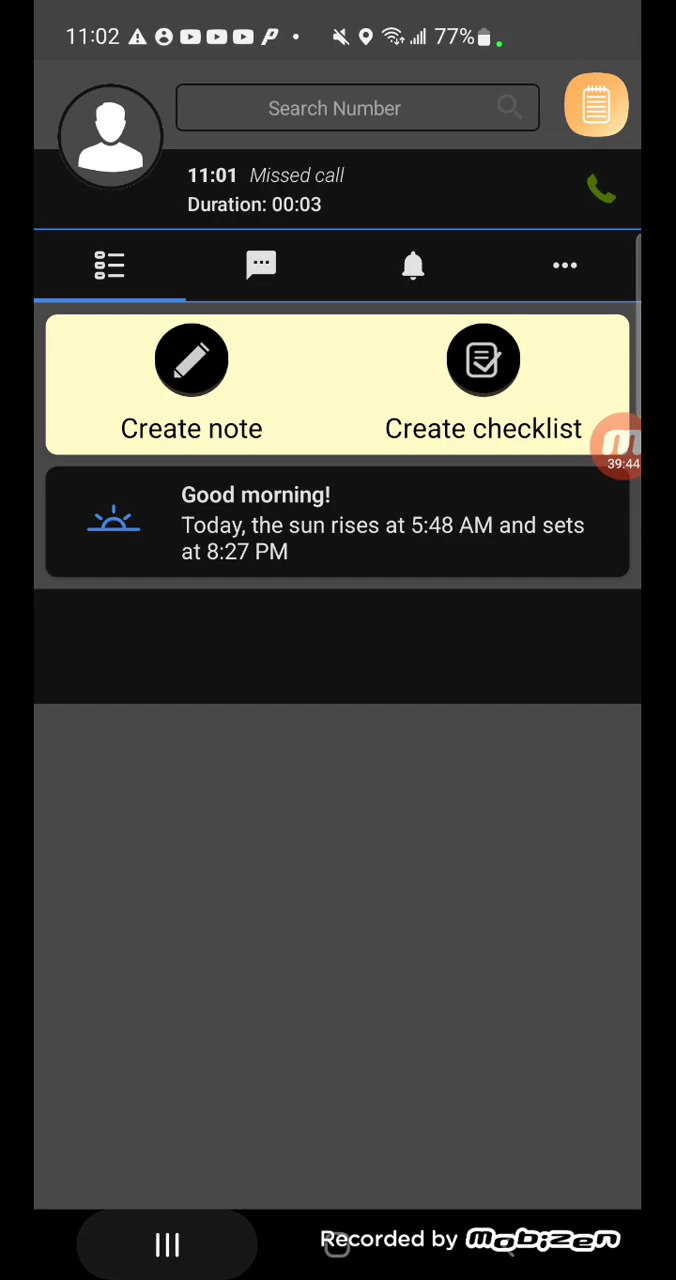 11:02 77%
Search Number
11:01 Missed call
Duration: 00:03
Create note
Create checklist
39:44
Good morning!
Today, the sun rises at 5:48 AM and sets
at 8:27 PM
Recorded by mobizen